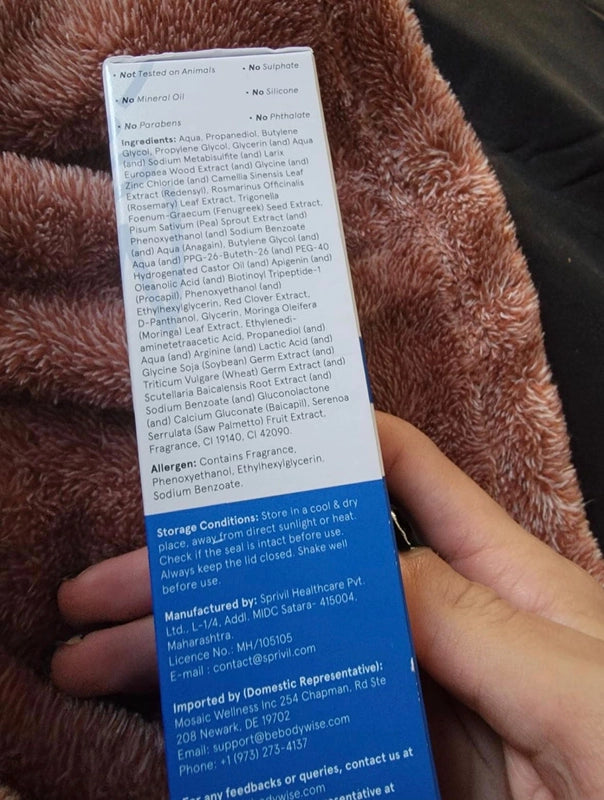 • Not Tested on Animals
• No Sulphate
• No Mineral Oil
• No Silicone
• No Parabens
• No Phthalate
Ingredients: Aqua, Propanediol, Butylene
Glycol, Propylene Glycol, Glycerin (and) Aqua
(and) Sodium Metabisulfite (and) Larix
Europaea Wood Extract (and) Glycine (and)
Zinc Chloride (and) Camellia Sinensis Leaf
Extract (Redensyl), Rosmarinus Officinalis
(Rosemary) Leaf Extract, Trigonella
Foenum-Graecum (Fenugreek) Seed Extract,
Pisum Sativum (Pea) Sprout Extract (and)
Phenoxyethanol (and) Sodium Benzoate
(and) Aqua (Anagain), Butylene Glycol (and)
Aqua (and) PPG-26-Buteth-26 (and) PEG-40
Hydrogenated Castor Oil (and) Apigenin (and)
Oleanolic Acid (and) Biotinoyl Tripeptide-1
(Procapil), Phenoxyethanol (and)
Ethylhexylglycerin, Red Clover Extract,
D-Panthanol, Glycerin, Moringa Oleifera
(Moringa) Leaf Extract, Ethylenedi-
aminetetraacetic Acid, Propanediol (and)
Aqua (and) Arginine (and) Lactic Acid (and)
Glycine Soja (Soybean) Germ Extract (and)
Triticum Vulgare (Wheat) Germ Extract (and)
Scutellaria Baicalensis Root Extract (and)
Sodium Benzoate (and) Gluconolactone
(and) Calcium Gluconate (Baicapil), Serenoa
Serrulata (Saw Palmetto) Fruit Extract,
Fragrance, CI 19140, CI 42090.
Allergen: Contains Fragrance,
Phenoxyethanol, Ethylhexylglycerin,
Sodium Benzoate.
Storage Conditions: Store in a cool & dry
place, away from direct sunlight or heat.
Check if the seal is intact before use.
Always keep the lid closed. Shake well
before use.
Manufactured by: Sprivil Healthcare Pvt.
Ltd., L-1/4, Addl. MIDC Satara- 415004,
Maharashtra.
Licence No.: MH/105105
E-mail : contact@sprivil.com
Imported by (Domestic Representative):
Mosaic Wellness Inc 254 Chapman. Rd Ste
208 Newark, DE 19702
Email: support@bebodywise.com
Phone: +1 (973) 273-4137
For any feedbacks or queries, contact us at